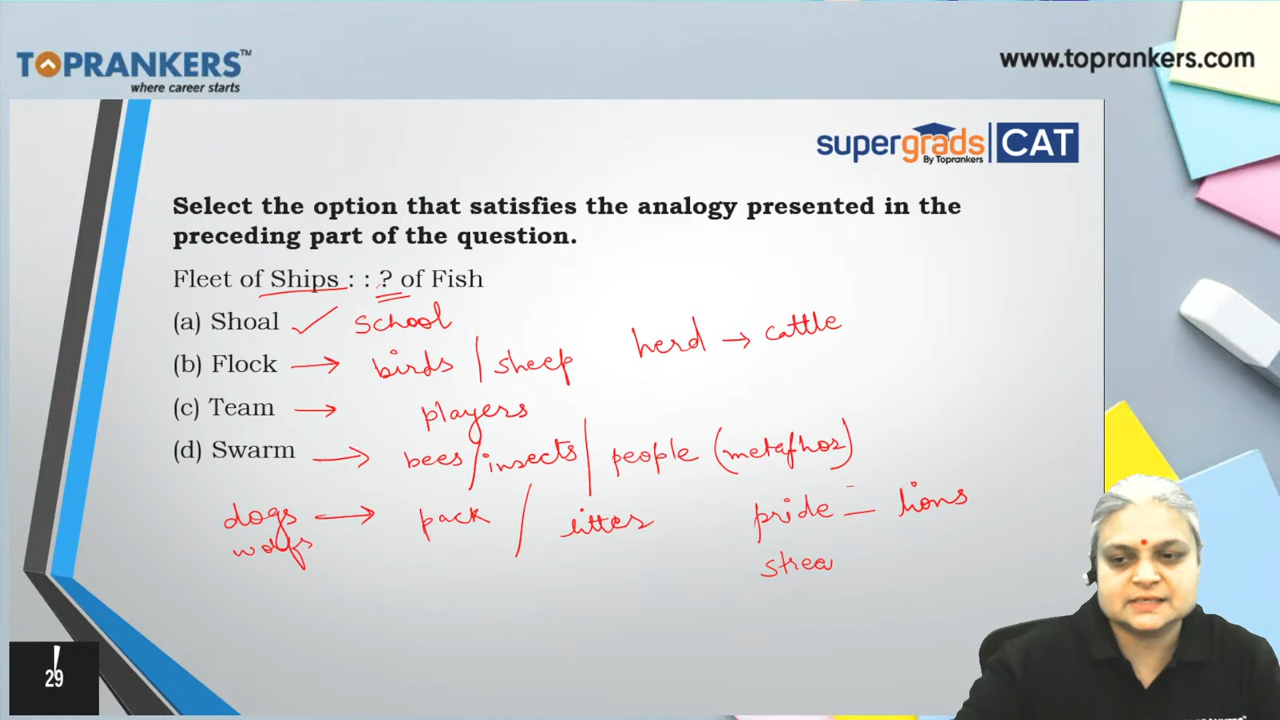 TOPRANKERS™
where career starts
www.toprankers.com
supergrads | CAT
By Toprankers
Select the option that satisfies the analogy presented in the
preceding part of the question.
Fleet of Ships : : ? of Fish
(a) Shoal ✓ school
(b) Flock → birds / sheep herd → cattle
(c) Team → players
(d) Swarm → bees / insects / people (metaphor)
dogs → pack / litter pride = lions
wolfs strea
29